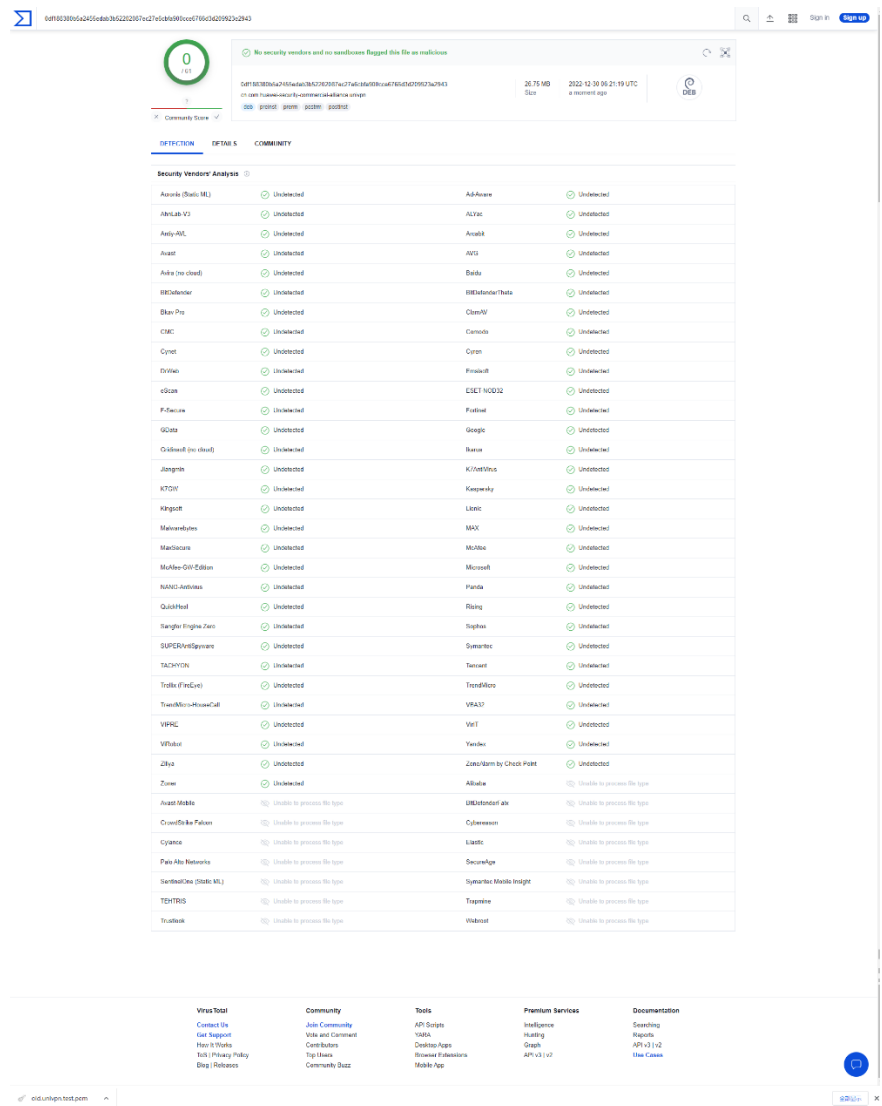 Sign in
Sign up
0
/ 61
No security vendors and no sandboxes flagged this file as malicious
26.75 MB
Size
2022-12-30 06:21:19 UTC
a moment ago
DEB
deb preinst prerm postrm postinst
Community Score
DETECTION DETAILS COMMUNITY
Security Vendors' Analysis
Acronis (Static ML) Undetected Ad-Aware Undetected
AhnLab-V3 Undetected ALYac Undetected
Antiy-AVL Undetected Arcabit Undetected
Avast Undetected AVG Undetected
Avira (no cloud) Undetected Baidu Undetected
BitDefender Undetected BitDefenderTheta Undetected
Bkav Pro Undetected ClamAV Undetected
CMC Undetected Comodo Undetected
Cynet Undetected Cyren Undetected
DrWeb Undetected Emsisoft Undetected
eScan Undetected ESET-NOD32 Undetected
F-Secure Undetected Fortinet Undetected
GData Undetected Google Undetected
Gridinsoft (no cloud) Undetected Ikarus Undetected
Jiangmin Undetected K7AntiVirus Undetected
K7GW Undetected Kaspersky Undetected
Kingsoft Undetected Lionic Undetected
Malwarebytes Undetected MAX Undetected
MaxSecure Undetected McAfee Undetected
McAfee-GW-Edition Undetected Microsoft Undetected
NANO-Antivirus Undetected Panda Undetected
QuickHeal Undetected Rising Undetected
Sangfor Engine Zero Undetected Sophos Undetected
SUPERAntiSpyware Undetected Symantec Undetected
TACHYON Undetected Tencent Undetected
Trellix (FireEye) Undetected TrendMicro Undetected
TrendMicro-HouseCall Undetected VBA32 Undetected
VIPRE Undetected VirIT Undetected
ViRobot Undetected Yandex Undetected
Zillya Undetected ZoneAlarm by Check Point Undetected
Zoner Undetected Alibaba Unable to process file type
Avast-Mobile Unable to process file type BitDefenderFalx Unable to process file type
CrowdStrike Falcon Unable to process file type Cybereason Unable to process file type
Cylance Unable to process file type Elastic Unable to process file type
Palo Alto Networks Unable to process file type SecureAge Unable to process file type
SentinelOne (Static ML) Unable to process file type Symantec Mobile Insight Unable to process file type
TEHTRIS Unable to process file type Trapmine Unable to process file type
Trustlook Unable to process file type Webroot Unable to process file type
VirusTotal Community Tools Premium Services Documentation
Contact Us Join Community API Scripts Intelligence Searching
Get Support Vote and Comment YARA Hunting Reports
How It Works Contributors Desktop Apps Graph API v3 | v2
ToS | Privacy Policy Top Users Browser Extensions API v3 | v2 Use Cases
Blog | Releases Community Buzz Mobile App
old.univpn.test.pem